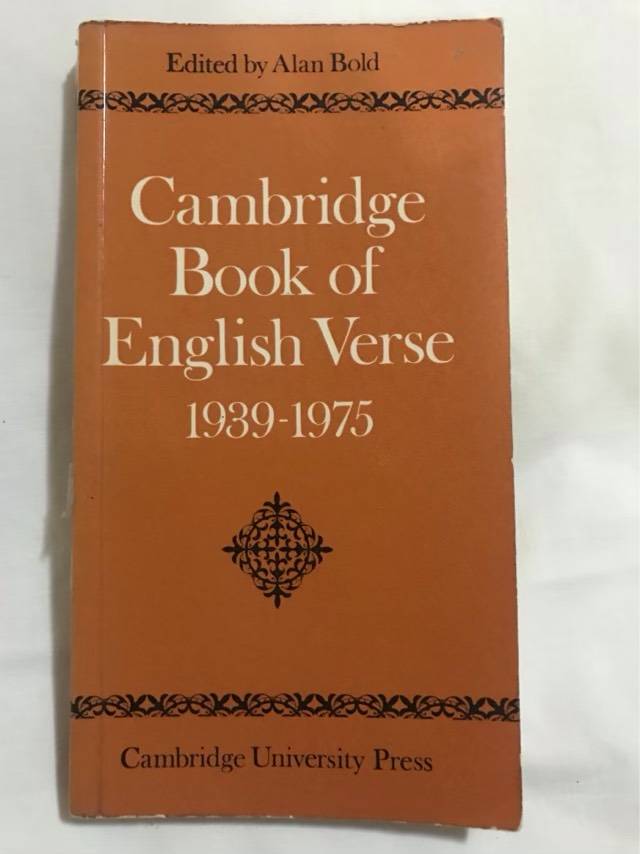 Edited by Alan Bold
Cambridge
Book of
English Verse
1939-1975
Cambridge University Press